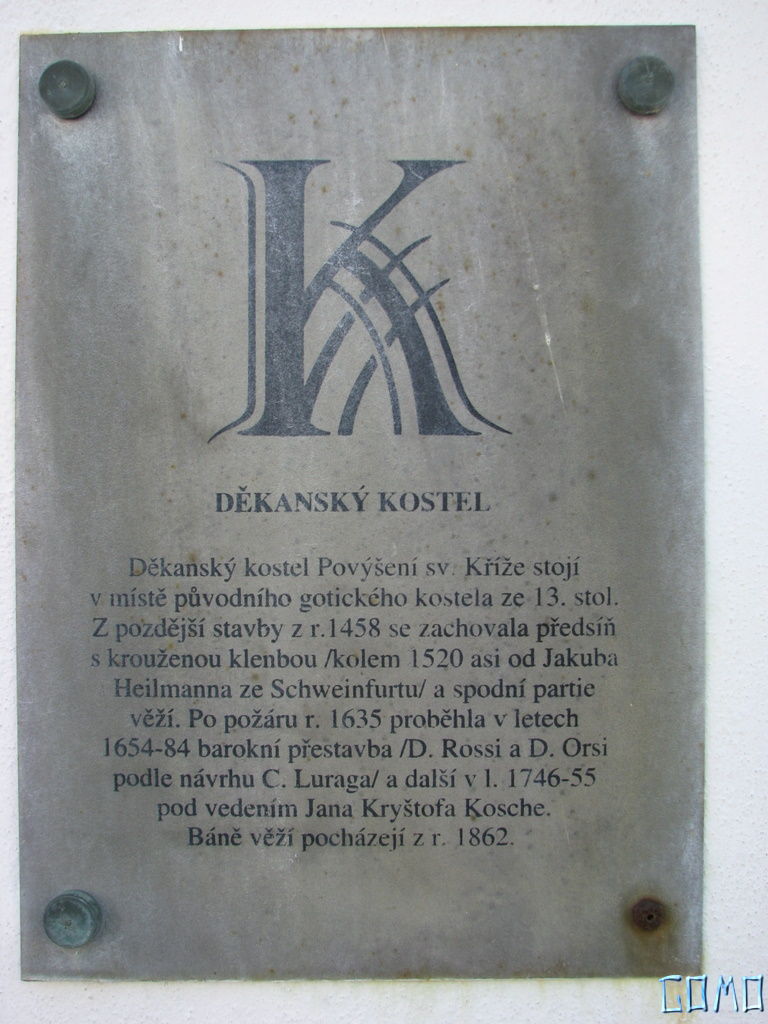 K
DĚKANSKÝ KOSTEL
Děkanský kostel Povýšení sv. Kříže stojí
v místě původního gotického kostela ze 13. stol.
Z pozdější stavby z r.1458 se zachovala předsíň
s krouženou klenbou /kolem 1520 asi od Jakuba
Heilmanna ze Schweinfurtu/ a spodní partie
věží. Po požáru r. 1635 proběhla v letech
1654-84 barokní přestavba /D. Rossi a D. Orsi
podle návrhu C. Luraga/ a další v l. 1746-55
pod vedením Jana Kryštofa Kosche.
Báně věží pocházejí z r. 1862.
GOMO